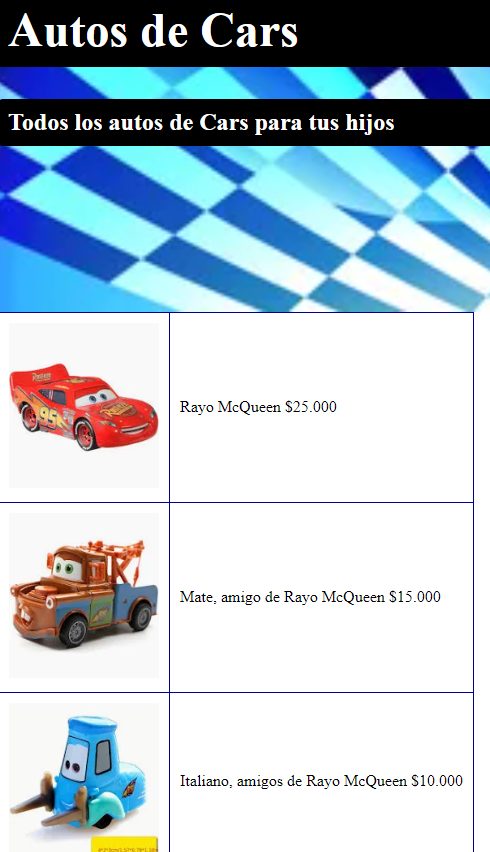 Autos de Cars
Todos los autos de Cars para tus hijos
95
Rayo McQueen $25.000
Mate, amigo de Rayo McQueen $15.000
Italiano, amigos de Rayo McQueen $10.000